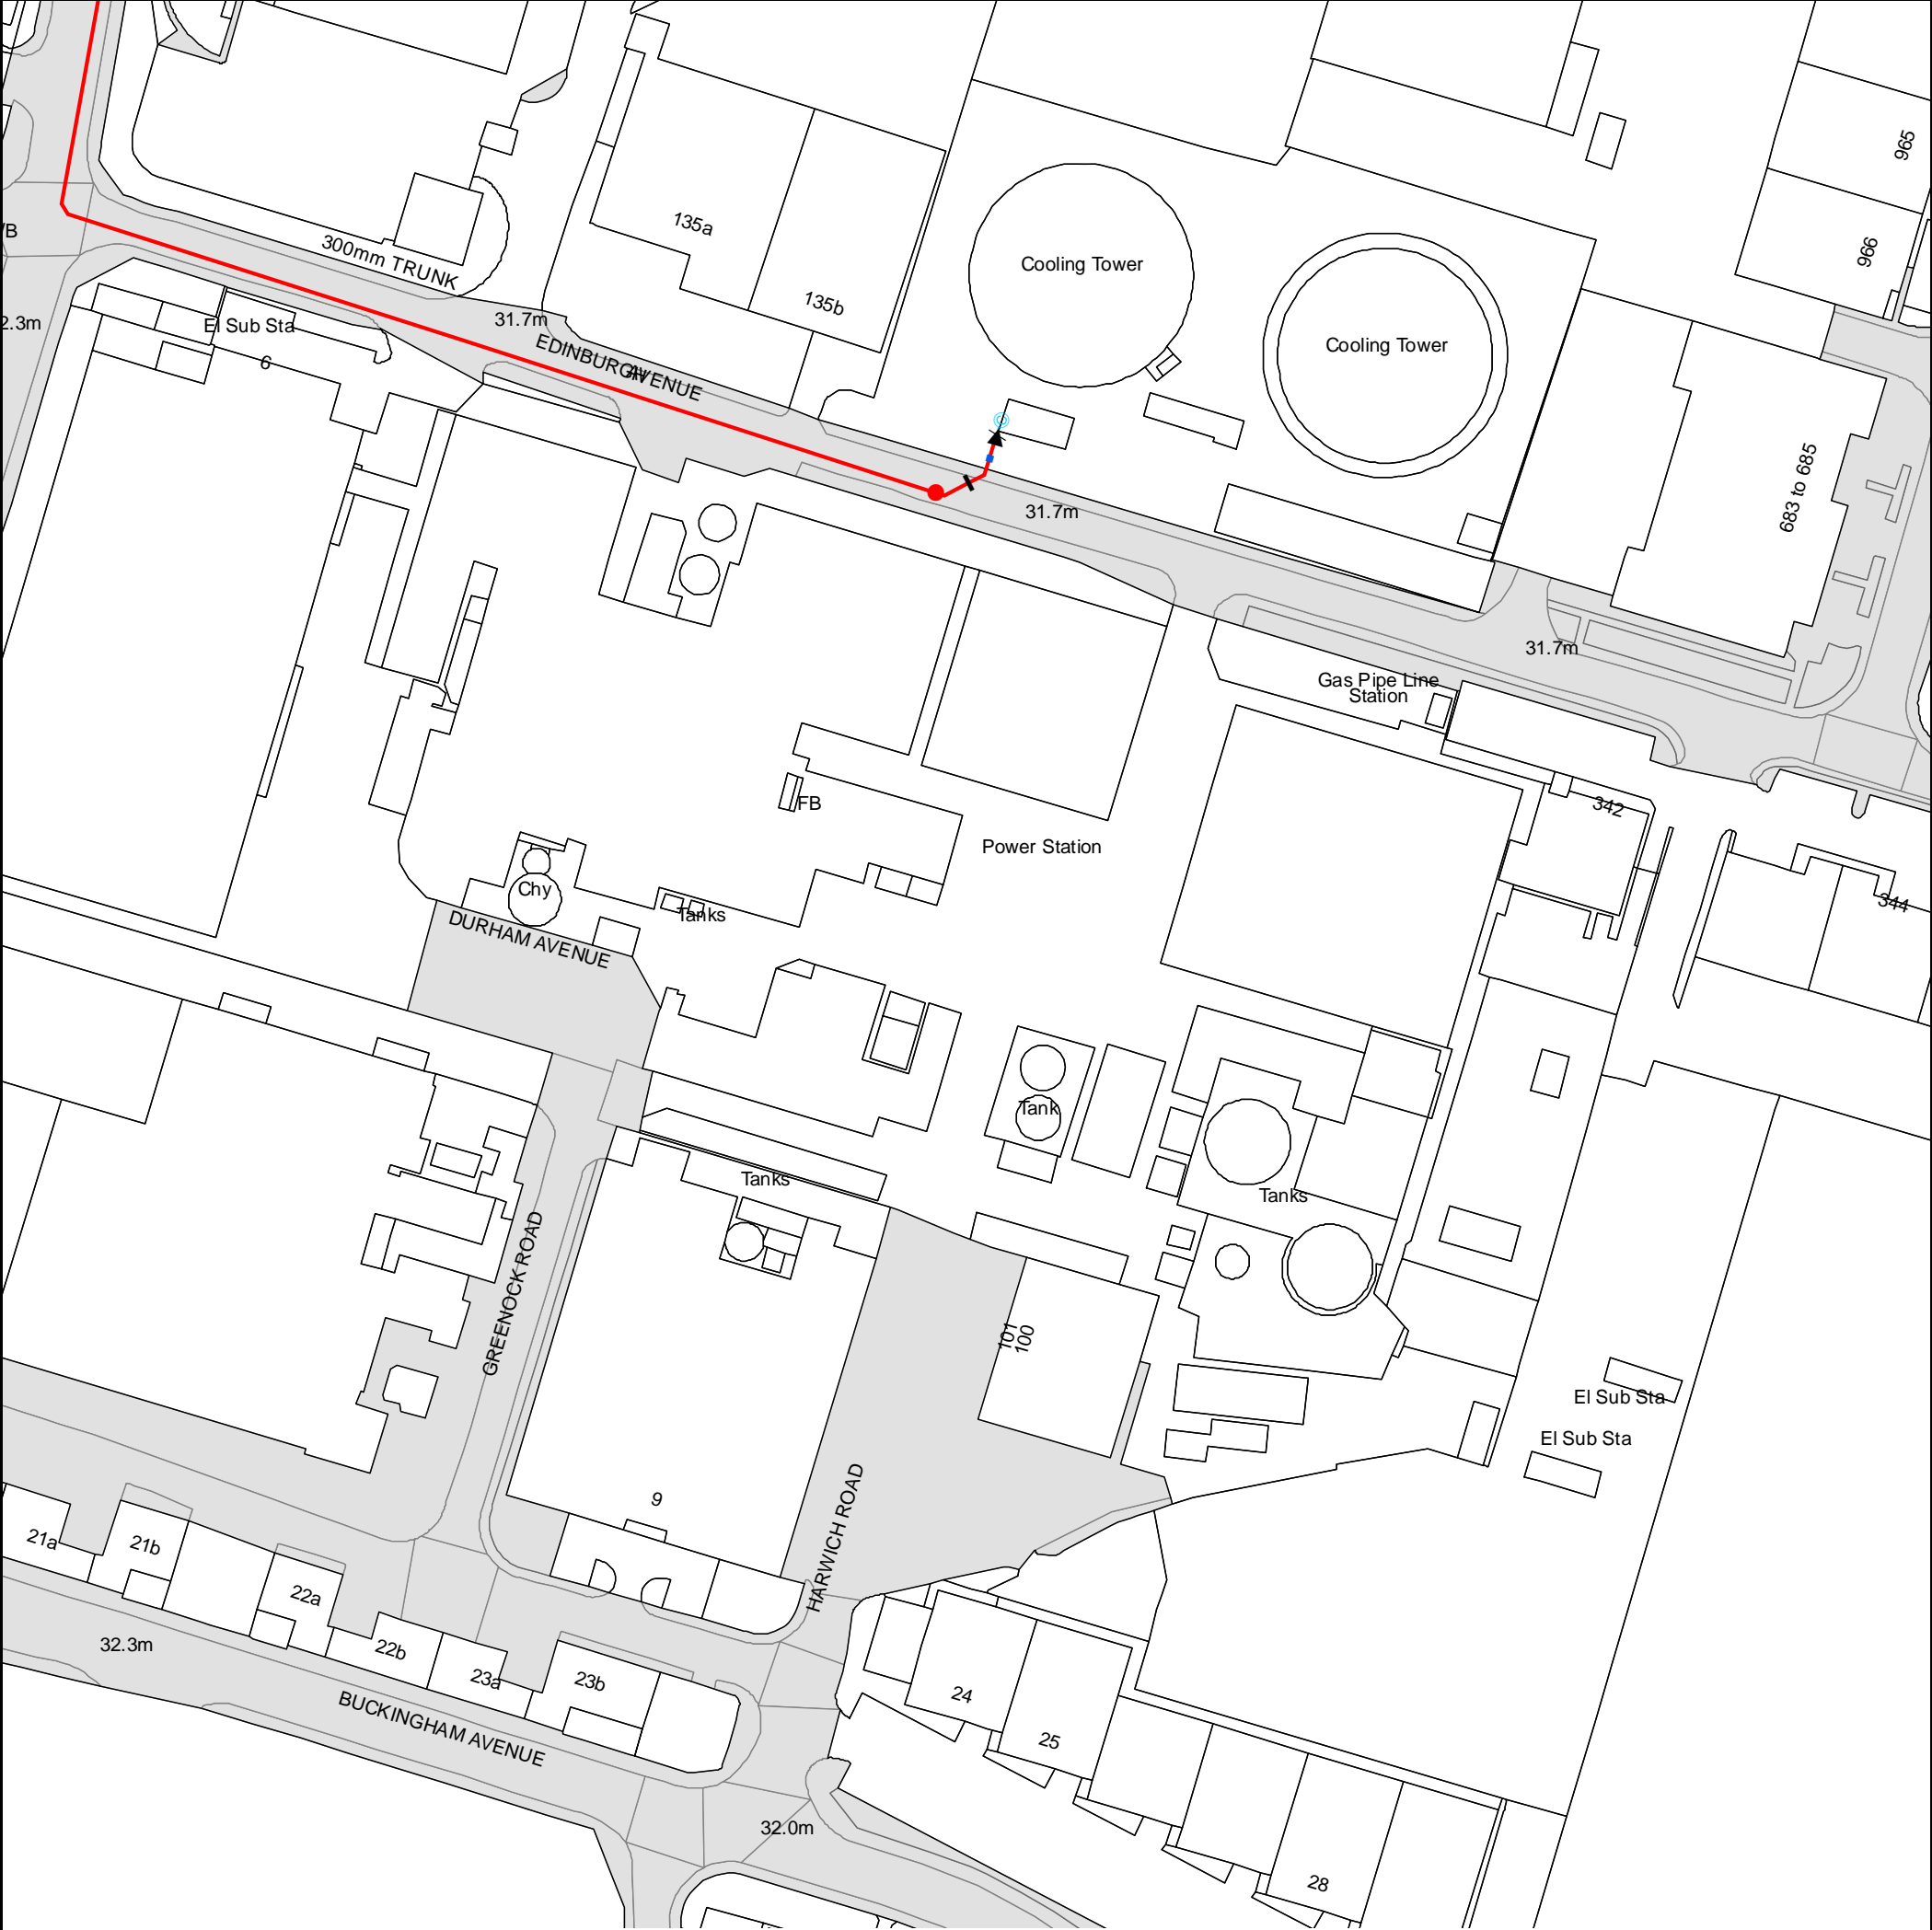 965
966
135a
/B
300mm TRUNK
Cooling Tower
135b
2.3m
El Sub Sta
31.7m
6
EDINBURGH
AVENUE
Cooling Tower
683 to 685
31.7m
31.7m
Gas Pipe Line
Station
FB
342
Power Station
Chy
Tanks
344
DURHAM AVENUE
Tank
Tanks
Tanks
GREENOCK ROAD
101
100
El Sub Sta
El Sub Sta
9
HARWICH ROAD
21a
21b
22a
22b
32.3m
23a
23b
24
BUCKINGHAM AVENUE
25
32.0m
28